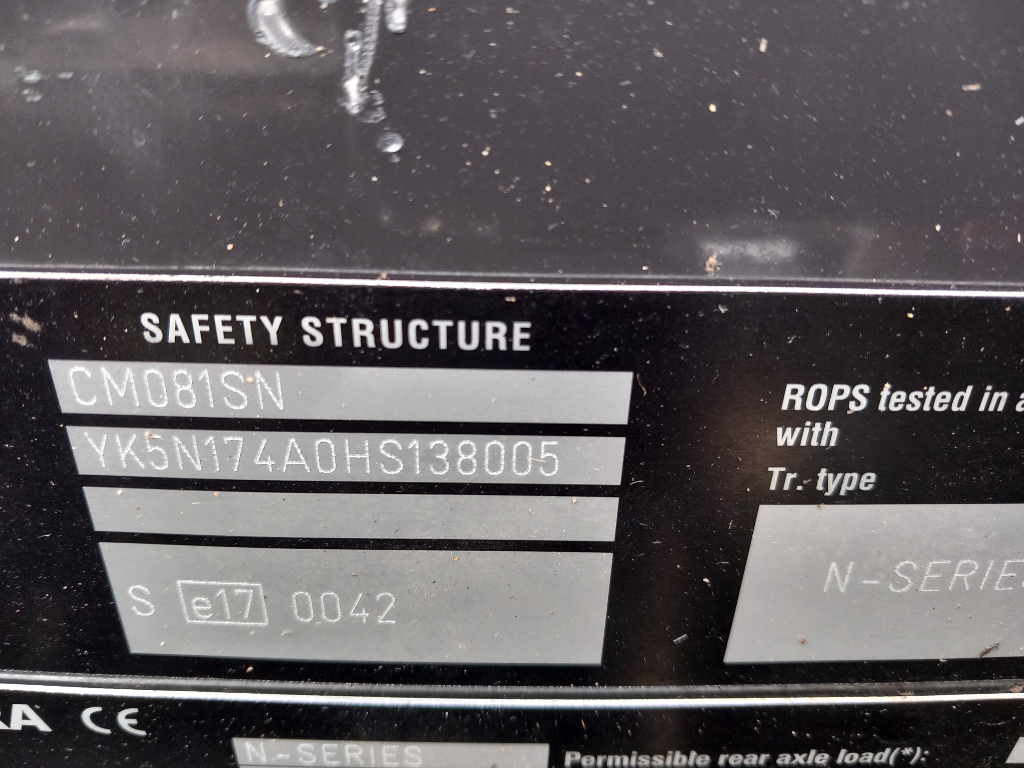 SAFETY STRUCTURE
CM081SN
YK5N174A0HS138005
S e17 0042
ROPS tested in a
with
Tr. type
N-SERIE
RA CE
N-SERIES
Permissible rear axle load(*):